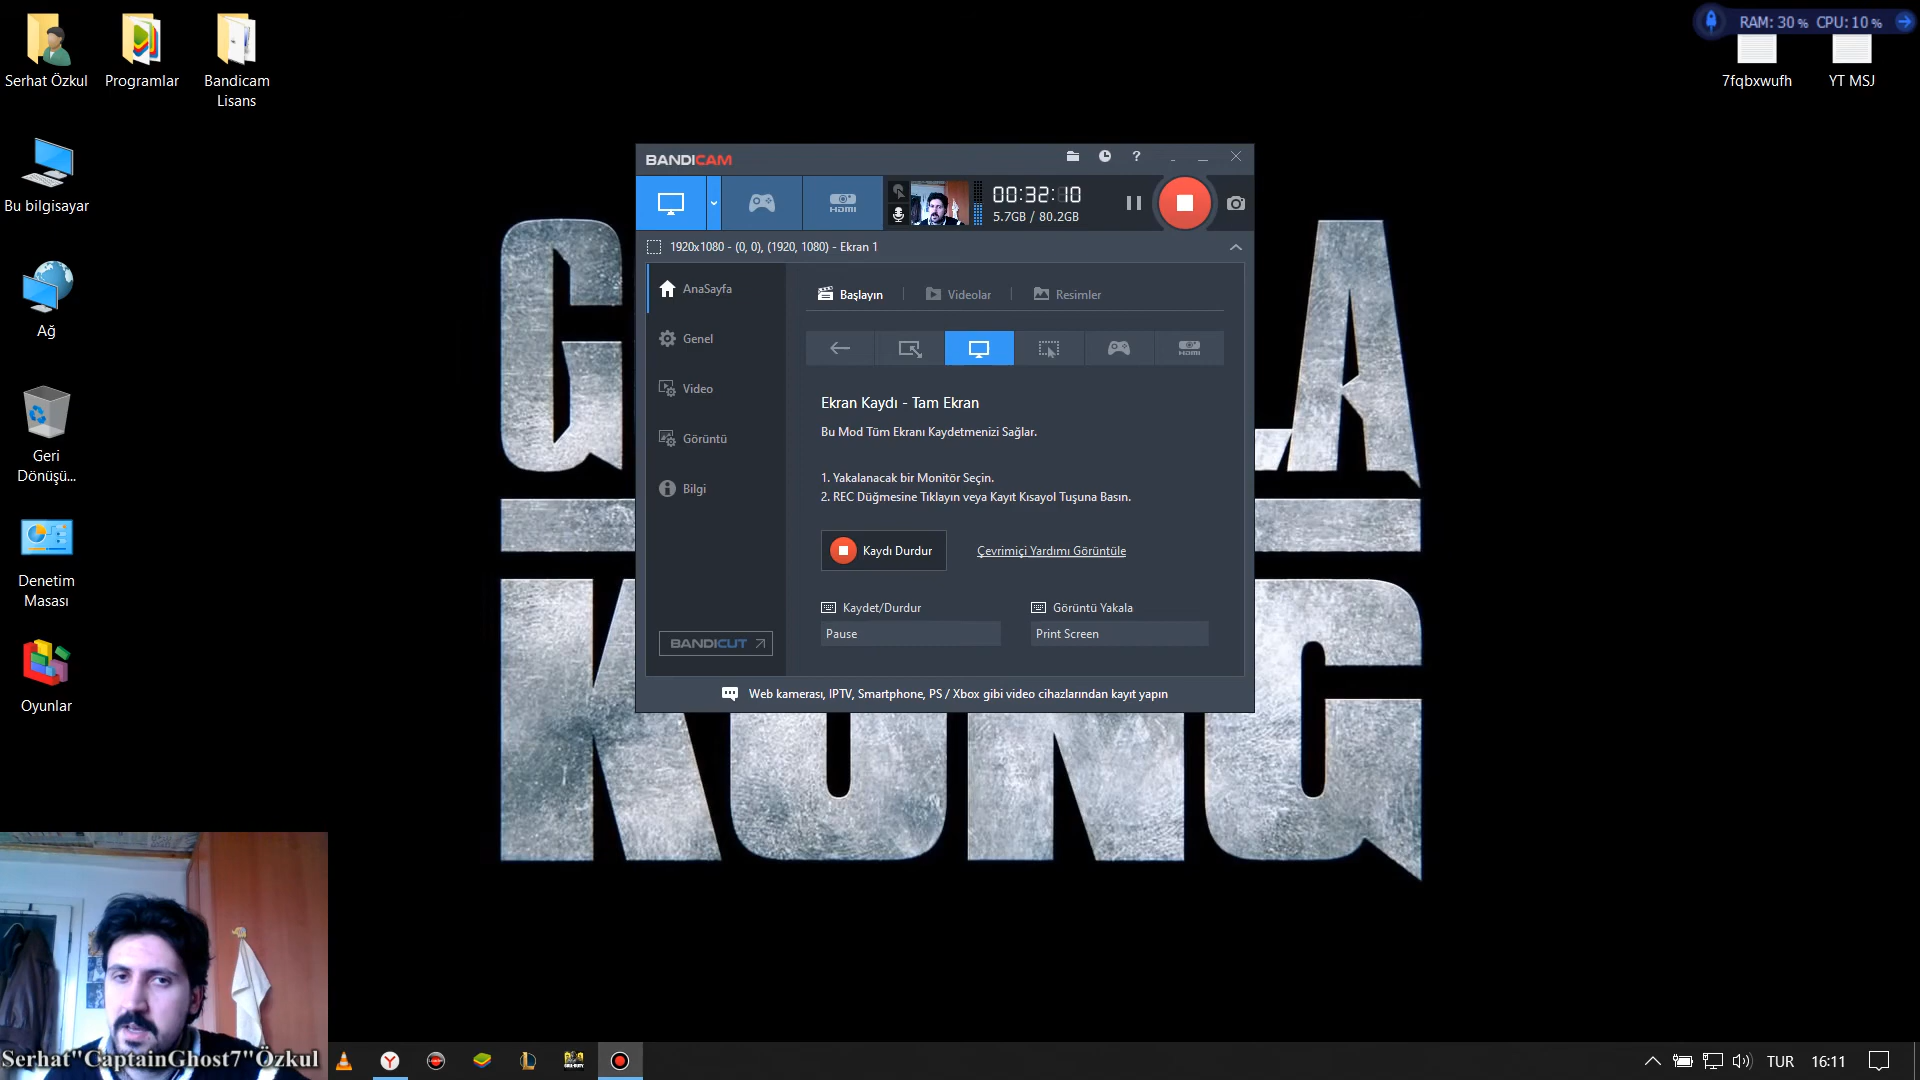 Serhat Özkul
Programlar
Bandicam
Lisans
RAM: 30 % CPU: 10 %
7fqbxwufh
YT MSJ
Bu bilgisayar
Ağ
Geri
Dönüşü...
Denetim
Masası
Oyunlar
BANDICAM
?
HDMI
00:32:10
5.7GB / 80.2GB
1920x1080 - (0, 0), (1920, 1080) - Ekran 1
AnaSayfa
Genel
Video
Görüntü
Bilgi
BANDICUT
Başlayın
Videolar
Resimler
HDMI
Ekran Kaydı - Tam Ekran
Bu Mod Tüm Ekranı Kaydetmenizi Sağlar.
1. Yakalanacak bir Monitör Seçin.
2. REC Düğmesine Tıklayın veya Kayıt Kısayol Tuşuna Basın.
Kaydı Durdur
Çevrimiçi Yardımı Görüntüle
Kaydet/Durdur
Görüntü Yakala
Pause
Print Screen
Web kamerası, IPTV, Smartphone, PS / Xbox gibi video cihazlarından kayıt yapın
KONG
Serhat"CaptainGhost7"Özkul
TUR
16:11